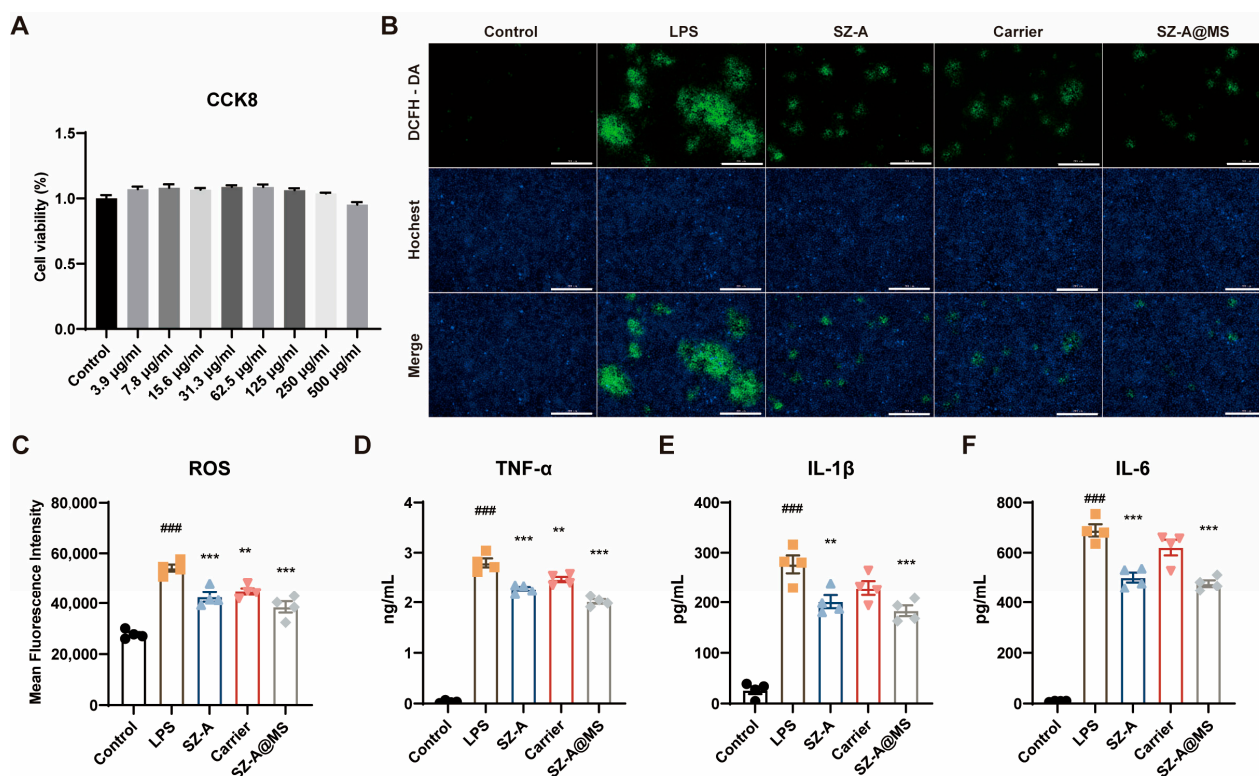 A
CCK8
Cell viability (%)
1.5
1.0
0.5
0.0
Control
3.9 μg/ml
7.8 μg/ml
15.6 μg/ml
31.3 μg/ml
62.5 μg/ml
125 μg/ml
250 μg/ml
500 μg/ml
B
Control LPS SZ-A Carrier SZ-A@MS
DCFH - DA
Hochest
Merge
C
ROS
Mean Fluorescence Intensity
80,000
60,000
40,000
20,000
0
###
***
**
***
Control
LPS
SZ-A
Carrier
SZ-A@MS
D
TNF-α
ng/mL
4
3
2
1
0
###
***
**
***
Control
LPS
SZ-A
Carrier
SZ-A@MS
E
IL-1β
pg/mL
400
300
200
100
0
###
**
***
Control
LPS
SZ-A
Carrier
SZ-A@MS
F
IL-6
pg/mL
800
600
400
200
0
###
***
***
Control
LPS
SZ-A
Carrier
SZ-A@MS